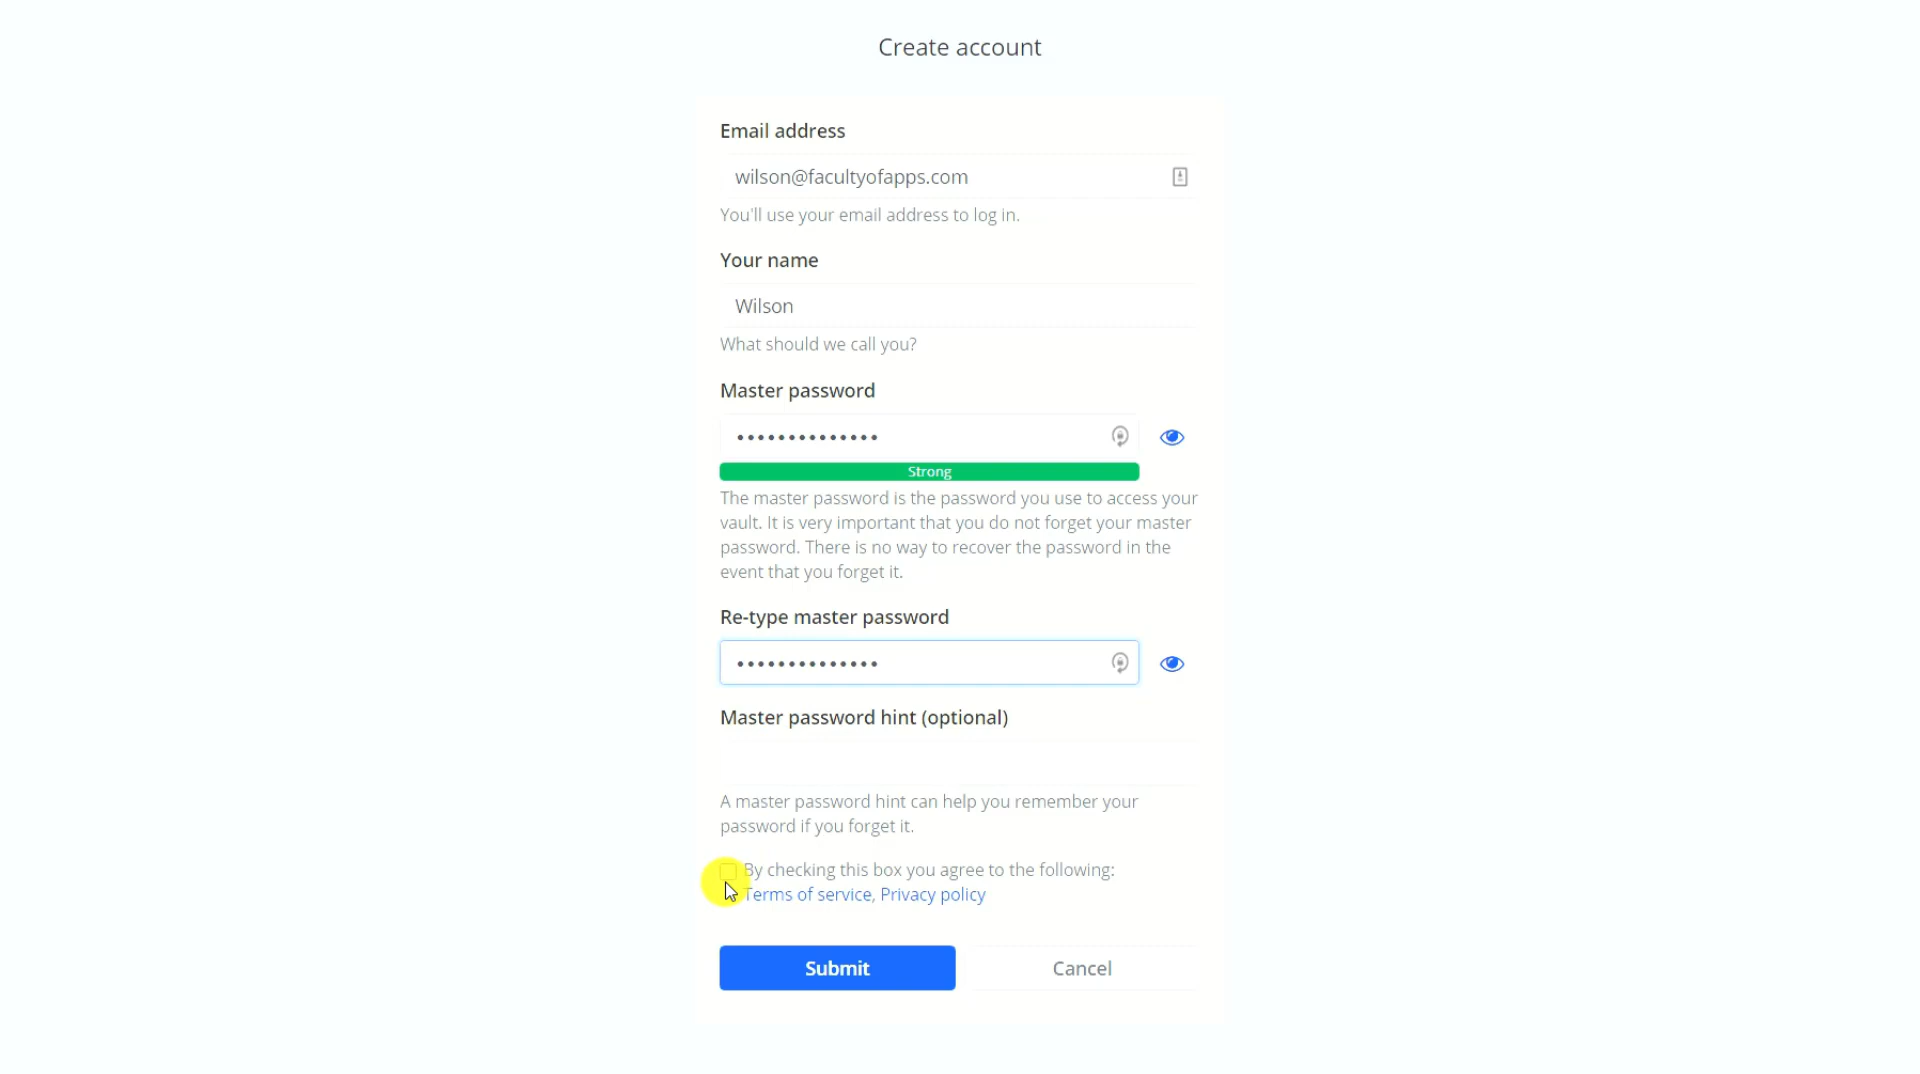 Create account
Email address
wilson@facultyofapps.com
You'll use your email address to log in.
Your name
Wilson
What should we call you?
Master password
••••••••••••••
Strong
The master password is the password you use to access your
vault. It is very important that you do not forget your master
password. There is no way to recover the password in the
event that you forget it.
Re-type master password
••••••••••••••
Master password hint (optional)
A master password hint can help you remember your
password if you forget it.
By checking this box you agree to the following:
Terms of service, Privacy policy
Submit
Cancel